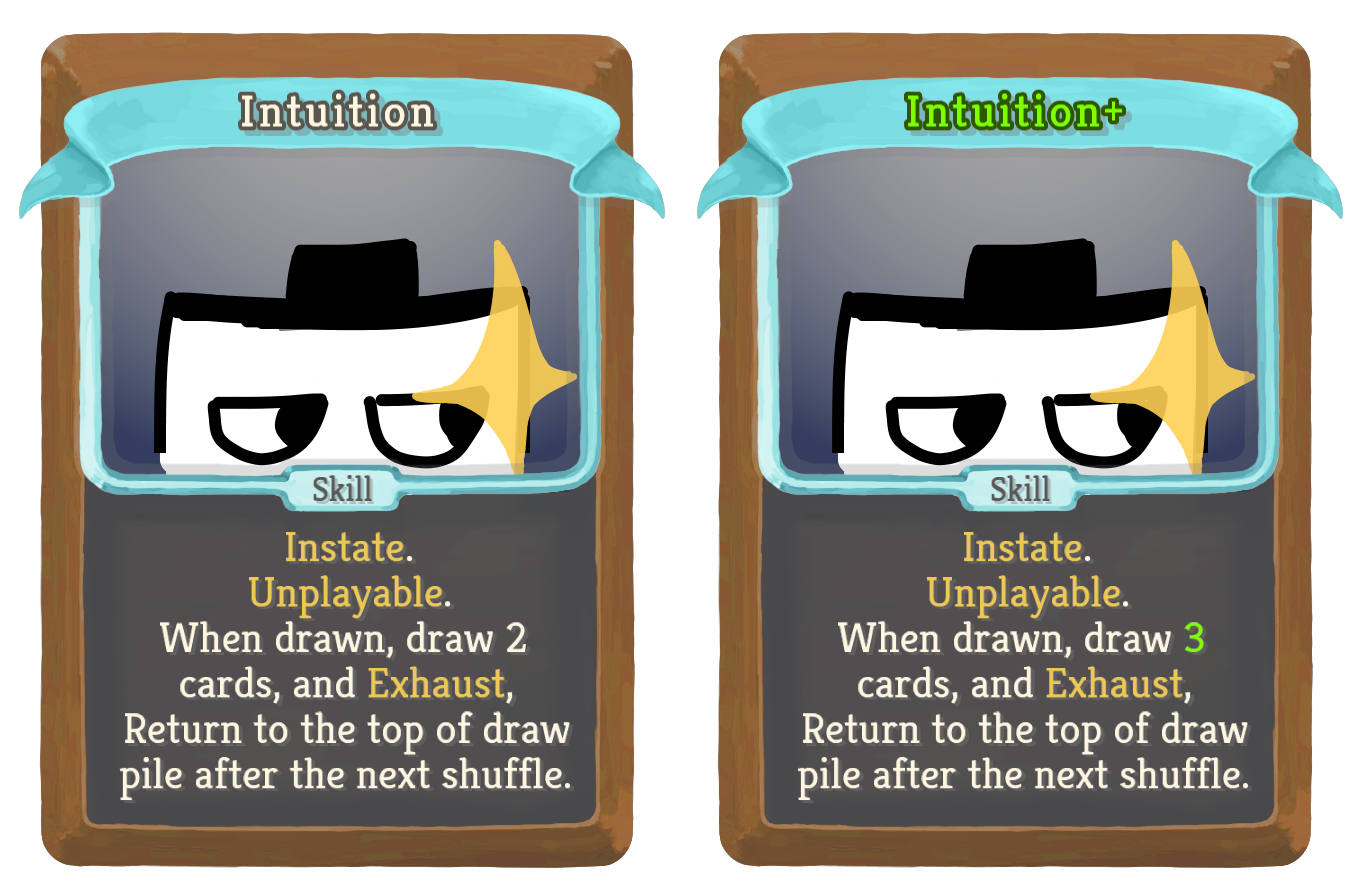 Intuition
Skill
Instate.
Unplayable.
When drawn, draw 2
cards, and Exhaust,
Return to the top of draw
pile after the next shuffle.
Intuition+
Skill
Instate.
Unplayable.
When drawn, draw 3
cards, and Exhaust,
Return to the top of draw
pile after the next shuffle.